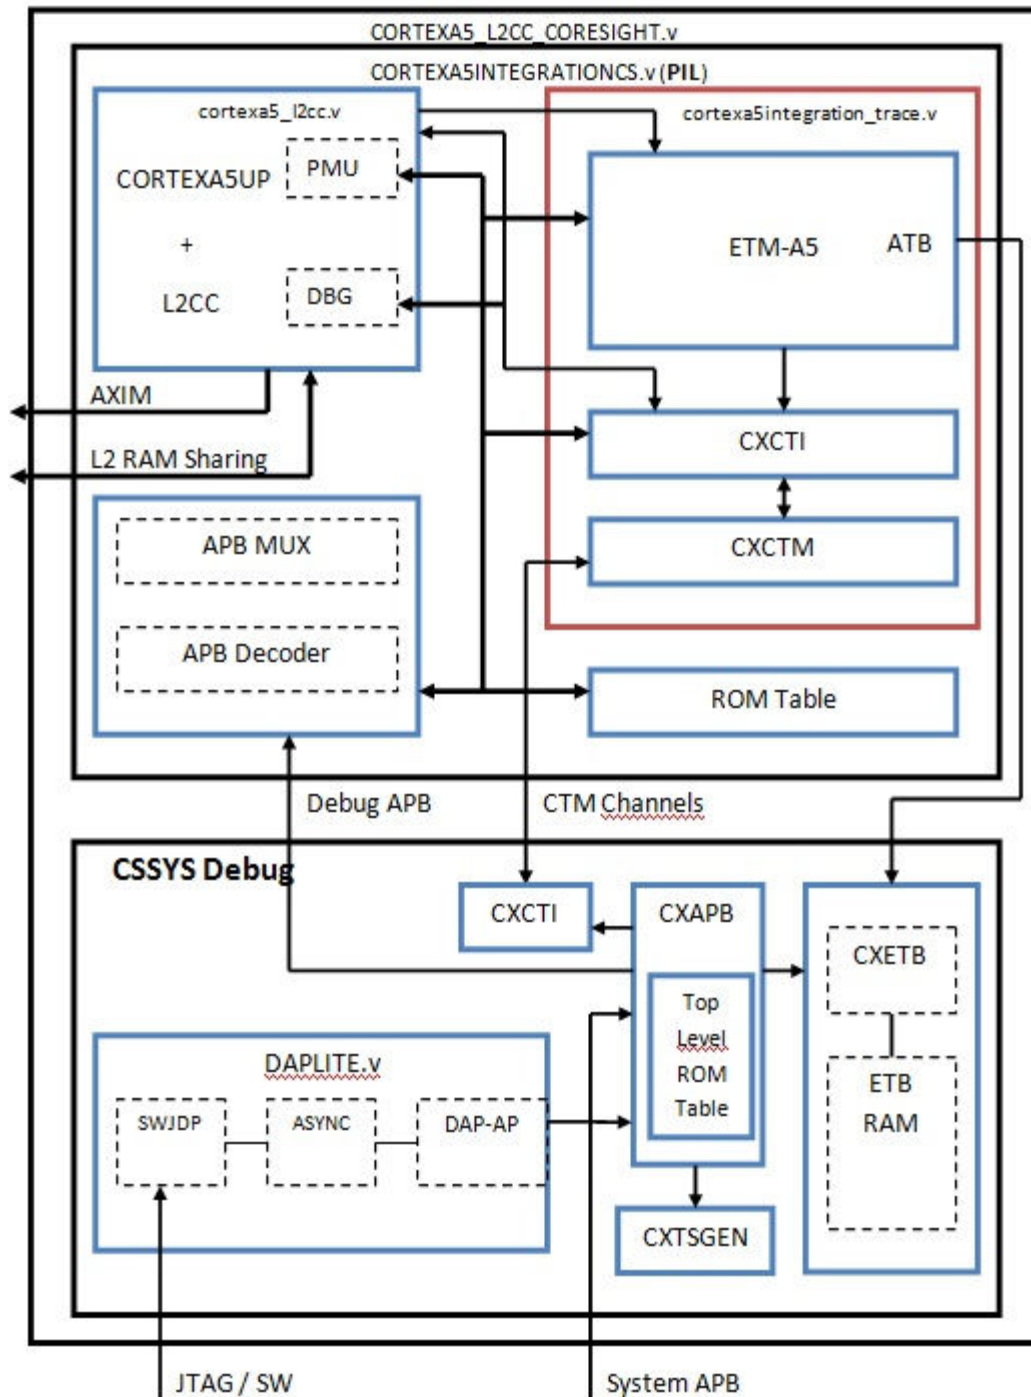 CORTEXA5_L2CC_CORESIGHT.v
CORTEXA5INTEGRATIONCS.v (PIL)
cortexa5_l2cc.v
cortexa5integration_trace.v
PMU
CORTEXA5UP
+
L2CC
DBG
ETM-A5
ATB
AXIM
L2 RAM Sharing
CXCTI
CXCTM
APB MUX
APB Decoder
ROM Table
Debug APB
CTM Channels
CSSYS Debug
CXCTI
CXAPB
Top
Level
ROM
Table
CXETB
ETB
RAM
DAPLITE.v
SWJDP
ASYNC
DAP-AP
CXTSGEN
JTAG / SW
System APB